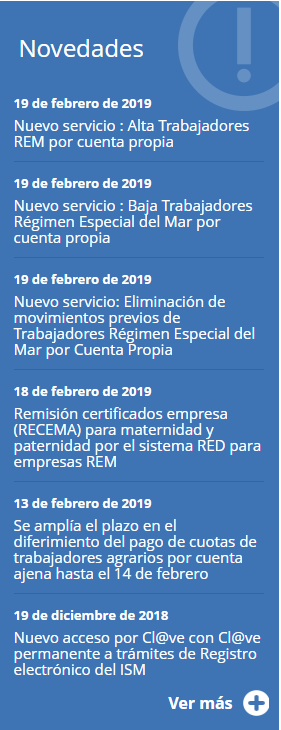 Novedades
19 de febrero de 2019
Nuevo servicio : Alta Trabajadores
REM por cuenta propia
19 de febrero de 2019
Nuevo servicio : Baja Trabajadores
Régimen Especial del Mar por
cuenta propia
19 de febrero de 2019
Nuevo servicio: Eliminación de
movimientos previos de
Trabajadores Régimen Especial del
Mar por Cuenta Propia
18 de febrero de 2019
Remisión certificados empresa
(RECEMA) para maternidad y
paternidad por el sistema RED para
empresas REM
13 de febrero de 2019
Se amplía el plazo en el
diferimiento del pago de cuotas de
trabajadores agrarios por cuenta
ajena hasta el 14 de febrero
19 de diciembre de 2018
Nuevo acceso por Cl@ve con Cl@ve
permanente a trámites de Registro
electrónico del ISM
Ver más